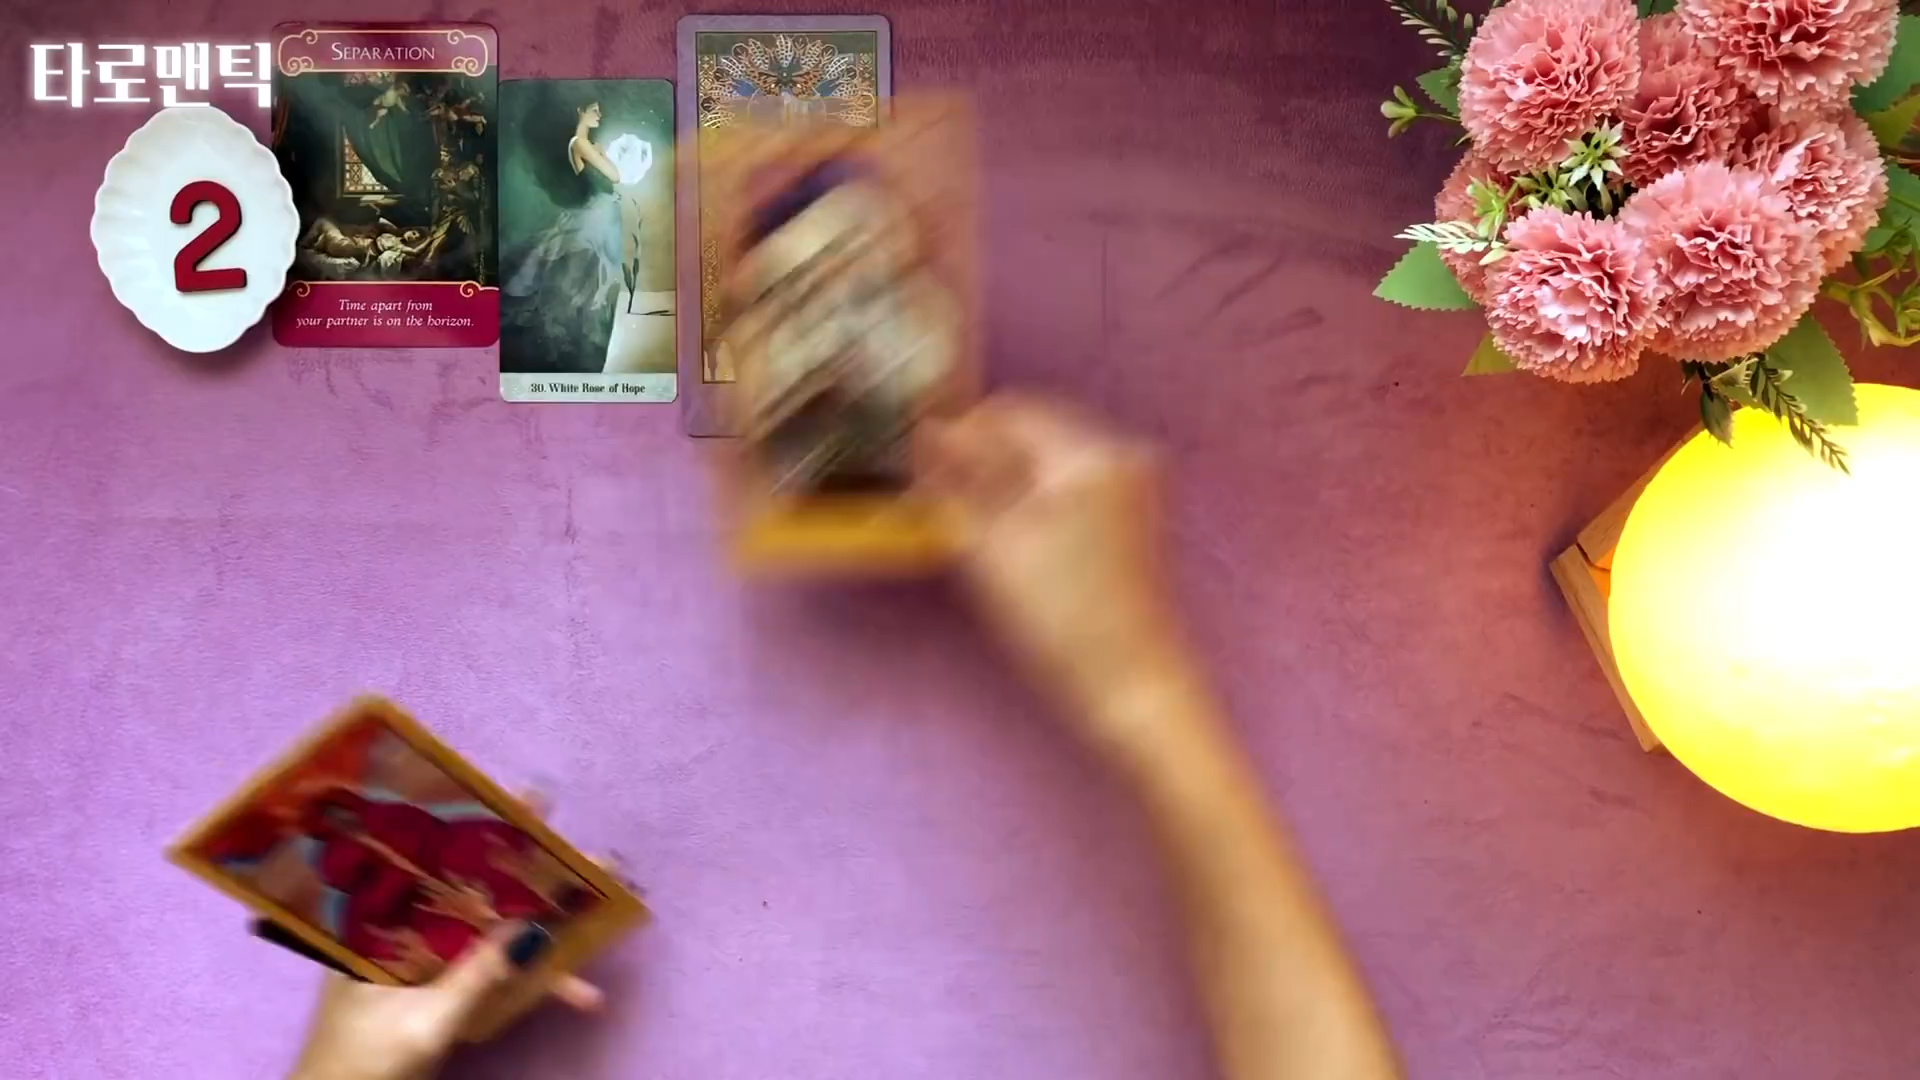 타로맨틱
SEPARATION
2
Time apart from
your partner is on the horizon.
30. White Rose of Hope